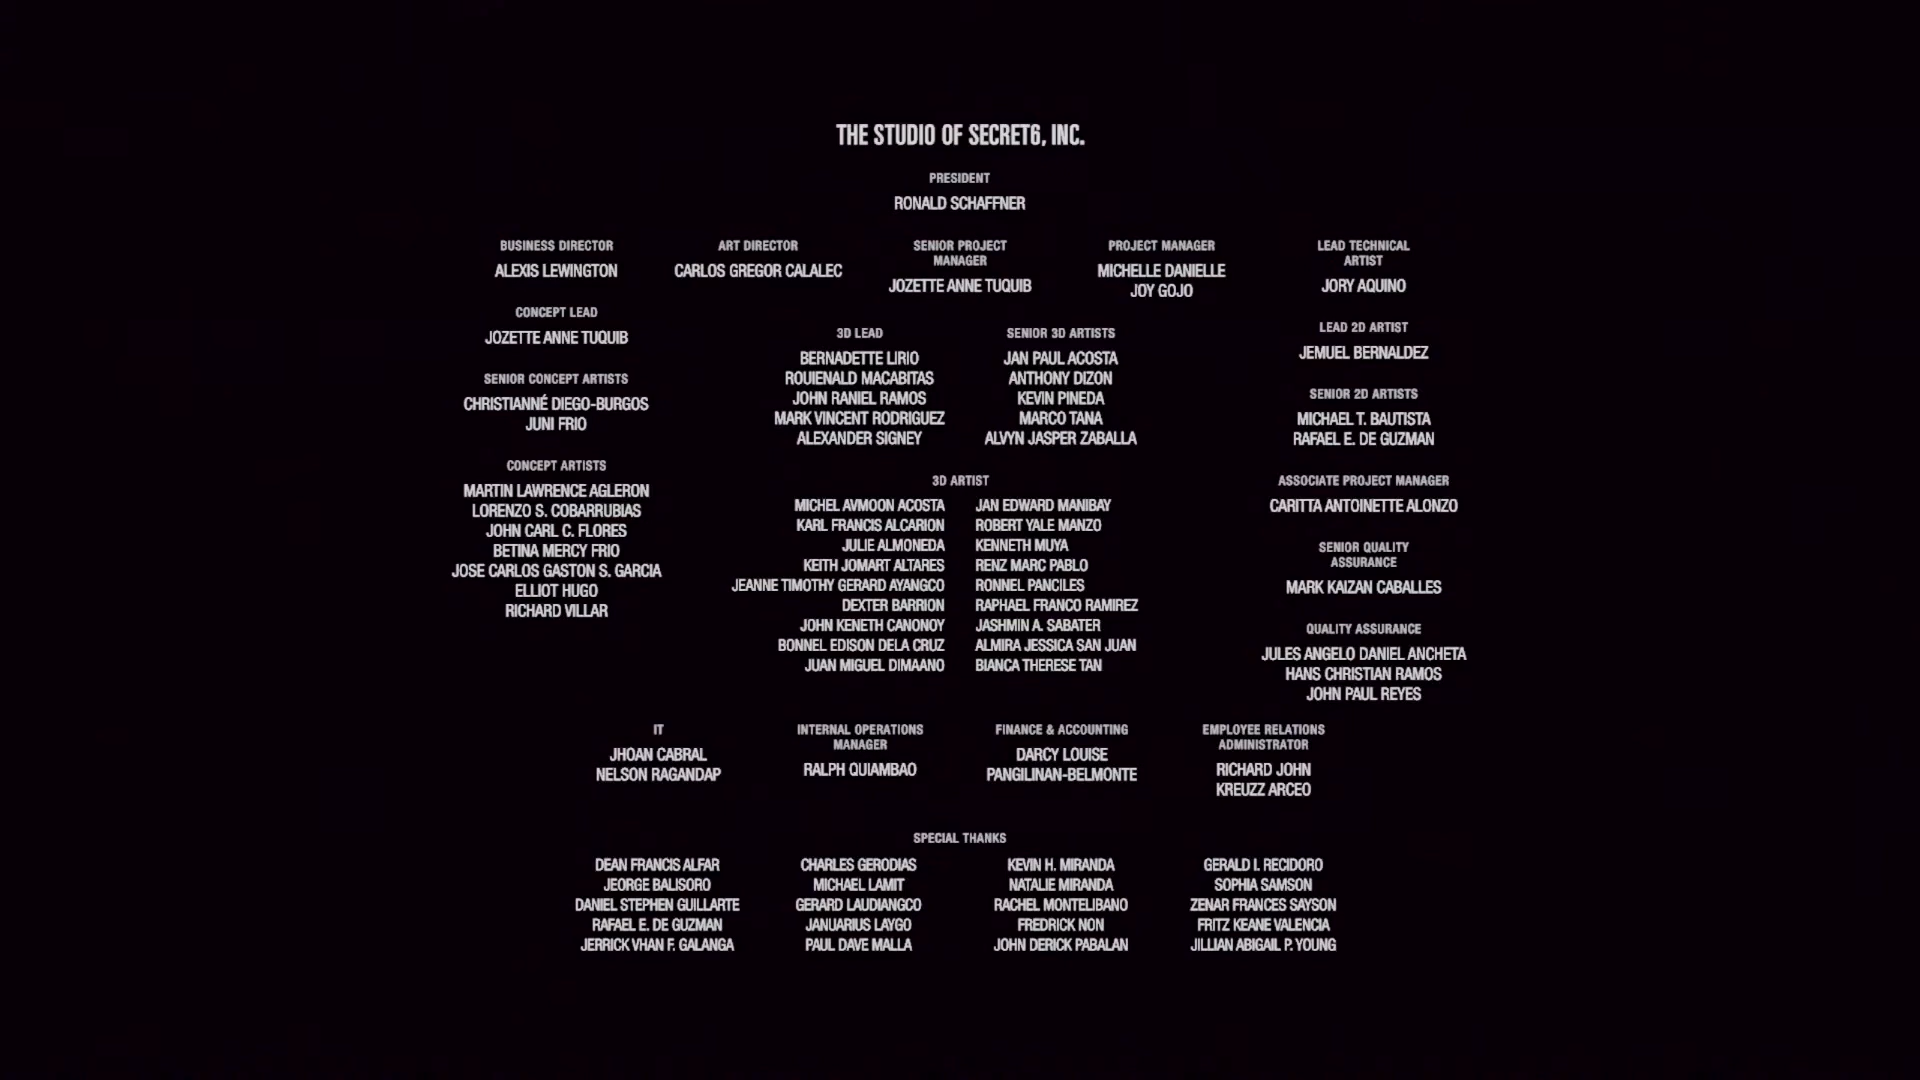 THE STUDIO OF SECRET6, INC.
PRESIDENT
RONALD SCHAFFNER
BUSINESS DIRECTOR
ALEXIS LEWINGTON
ART DIRECTOR
CARLOS GREGOR CALALEC
SENIOR PROJECT
MANAGER
JOZETTE ANNE TUQUIB
PROJECT MANAGER
MICHELLE DANIELLE
JOY GOJO
LEAD TECHNICAL
ARTIST
JORY AQUINO
CONCEPT LEAD
JOZETTE ANNE TUQUIB
SENIOR CONCEPT ARTISTS
CHRISTIANNÉ DIEGO-BURGOS
JUNI FRIO
CONCEPT ARTISTS
MARTIN LAWRENCE AGLERON
LORENZO S. COBARRUBIAS
JOHN CARL C. FLORES
BETINA MERCY FRIO
JOSE CARLOS GASTON S. GARCIA
ELLIOT HUGO
RICHARD VILLAR
3D LEAD
BERNADETTE LIRIO
ROUIENALD MACABITAS
JOHN RANIEL RAMOS
MARK VINCENT RODRIGUEZ
ALEXANDER SIGNEY
SENIOR 3D ARTISTS
JAN PAUL ACOSTA
ANTHONY DIZON
KEVIN PINEDA
MARCO TANA
ALVYN JASPER ZABALLA
3D ARTIST
MICHEL AVMOON ACOSTA
KARL FRANCIS ALCARION
JULIE ALMONEDA
KEITH JOMART ALTARES
JEANNE TIMOTHY GERARD AYANGCO
DEXTER BARRION
JOHN KENETH CANONOY
BONNEL EDISON DELA CRUZ
JUAN MIGUEL DIMAANO
JAN EDWARD MANIBAY
ROBERT YALE MANZO
KENNETH MUYA
RENZ MARC PABLO
RONNEL PANCILES
RAPHAEL FRANCO RAMIREZ
JASHMIN A. SABATER
ALMIRA JESSICA SAN JUAN
BIANCA THERESE TAN
LEAD 2D ARTIST
JEMUEL BERNALDEZ
SENIOR 2D ARTISTS
MICHAEL T. BAUTISTA
RAFAEL E. DE GUZMAN
ASSOCIATE PROJECT MANAGER
CARITTA ANTOINETTE ALONZO
SENIOR QUALITY
ASSURANCE
MARK KAIZAN CABALLES
QUALITY ASSURANCE
JULES ANGELO DANIEL ANCHETA
HANS CHRISTIAN RAMOS
JOHN PAUL REYES
IT
JHOAN CABRAL
NELSON RAGANDAP
INTERNAL OPERATIONS
MANAGER
RALPH QUIAMBAO
FINANCE & ACCOUNTING
DARCY LOUISE
PANGILINAN-BELMONTE
EMPLOYEE RELATIONS
ADMINISTRATOR
RICHARD JOHN
KREUZZ ARCEO
SPECIAL THANKS
DEAN FRANCIS ALFAR
JEORGE BALISORO
DANIEL STEPHEN GUILLARTE
RAFAEL E. DE GUZMAN
JERRICK VHAN F. GALANGA
CHARLES GERODIAS
MICHAEL LAMIT
GERARD LAUDIANGCO
JANUARIUS LAYGO
PAUL DAVE MALLA
KEVIN H. MIRANDA
NATALIE MIRANDA
RACHEL MONTELIBANO
FREDRICK NON
JOHN DERICK PABALAN
GERALD I. RECIDORO
SOPHIA SAMSON
ZENAR FRANCES SAYSON
FRITZ KEANE VALENCIA
JILLIAN ABIGAIL P. YOUNG